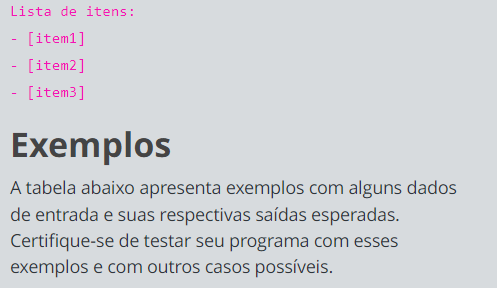 Lista de itens:
- [item1]
- [item2]
- [item3]
Exemplos
A tabela abaixo apresenta exemplos com alguns dados
de entrada e suas respectivas saídas esperadas.
Certifique-se de testar seu programa com esses
exemplos e com outros casos possíveis.